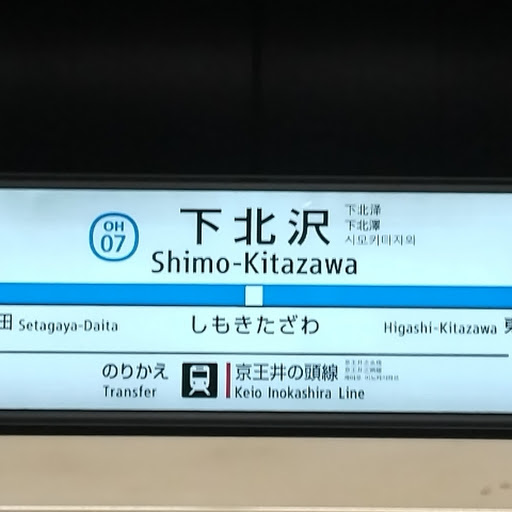 OH
07
下北沢
Shimo-Kitazawa
下北泽
下北澤
시모키타자와
田 Setagaya-Daita
しもきたざわ
Higashi-Kitazawa 東
のりかえ
Transfer
京王井の頭線
Keio Inokashira Line